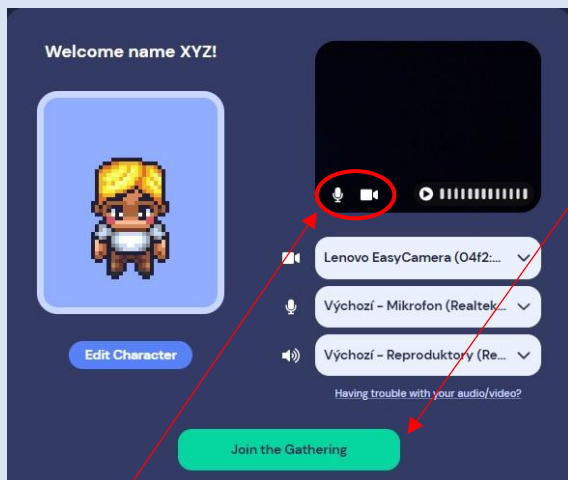 Welcome name XYZ!
Lenovo EasyCamera (04f2:...
Výchozí - Mikrofon (Realtek...
Edit Character
Výchozí - Reproduktory (Re...
Having trouble with your audio/video?
Join the Gathering